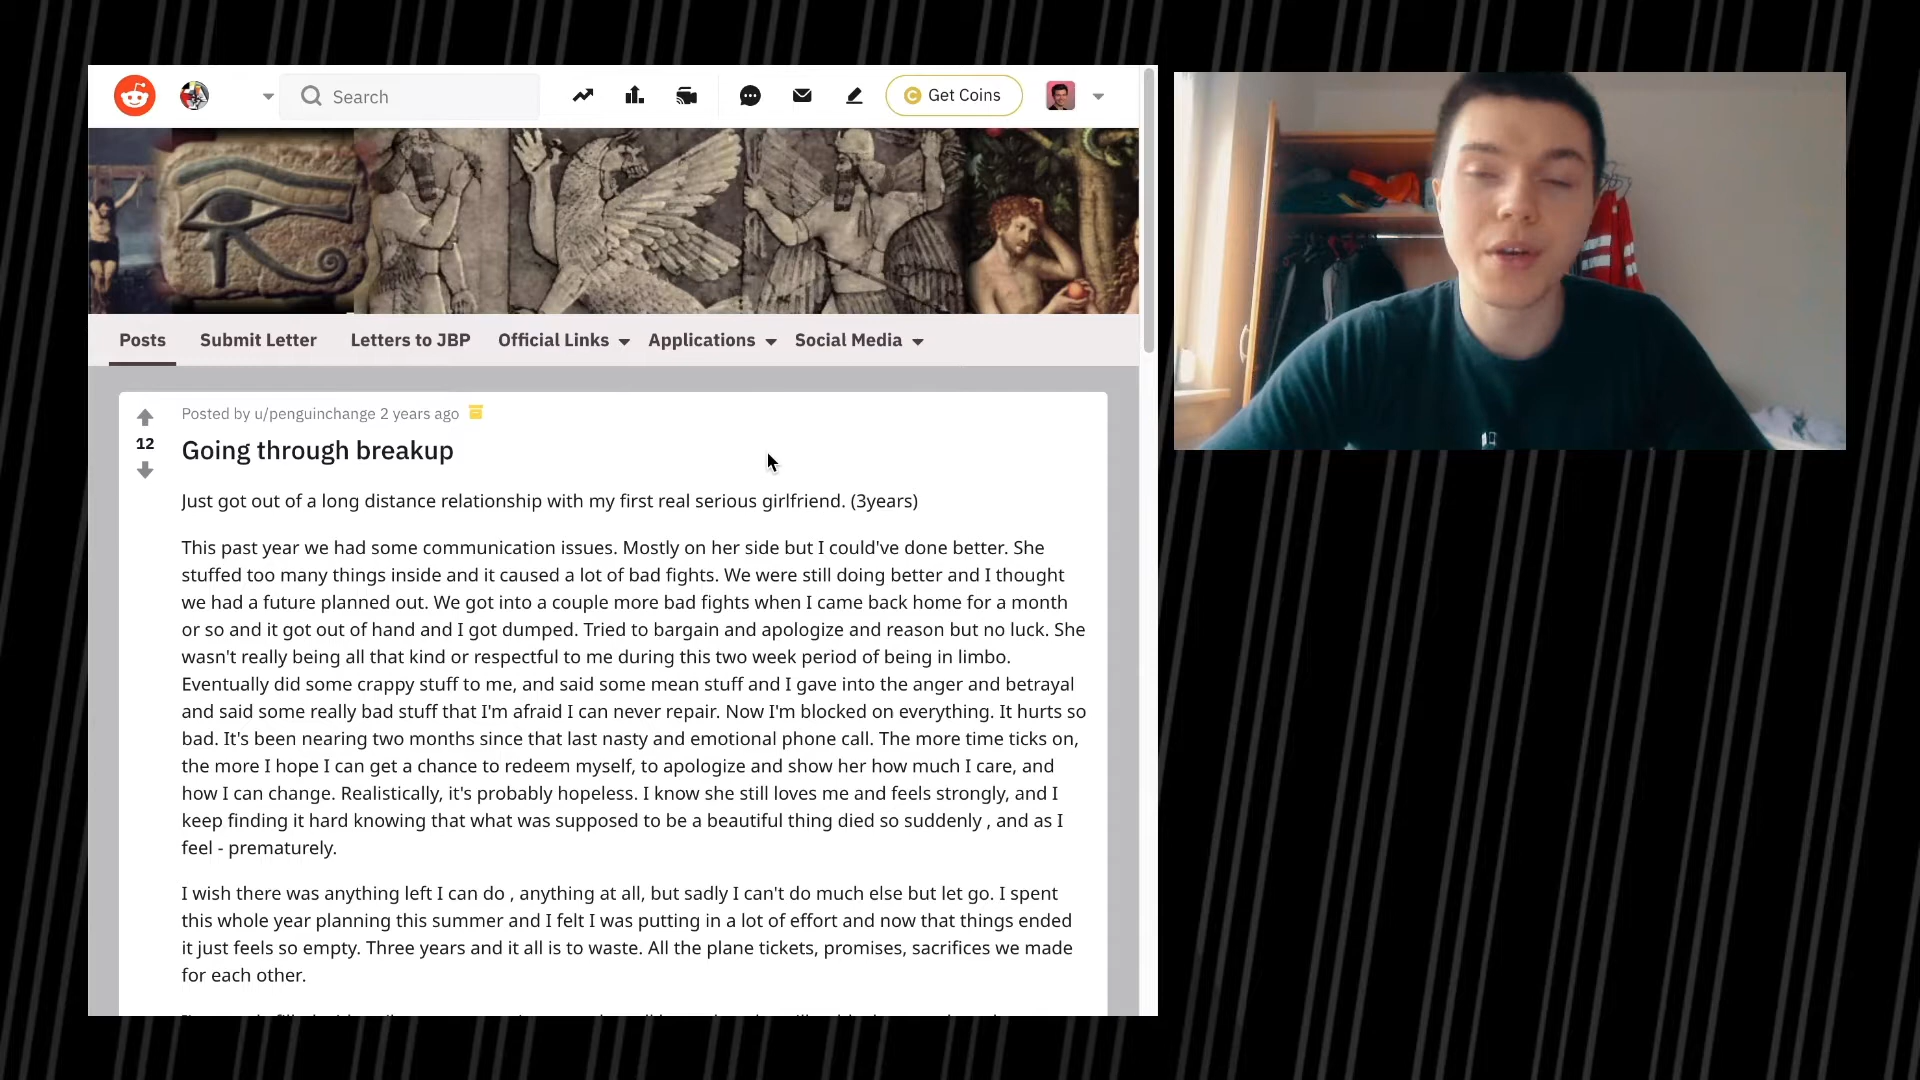 Search
Get Coins
Posts Submit Letter Letters to JBP Official Links Applications Social Media
Posted by u/penguinchange 2 years ago
12
Going through breakup
Just got out of a long distance relationship with my first real serious girlfriend. (3years)
This past year we had some communication issues. Mostly on her side but I could've done better. She
stuffed too many things inside and it caused a lot of bad fights. We were still doing better and I thought
we had a future planned out. We got into a couple more bad fights when I came back home for a month
or so and it got out of hand and I got dumped. Tried to bargain and apologize and reason but no luck. She
wasn't really being all that kind or respectful to me during this two week period of being in limbo.
Eventually did some crappy stuff to me, and said some mean stuff and I gave into the anger and betrayal
and said some really bad stuff that I'm afraid I can never repair. Now I'm blocked on everything. It hurts so
bad. It's been nearing two months since that last nasty and emotional phone call. The more time ticks on,
the more I hope I can get a chance to redeem myself, to apologize and show her how much I care, and
how I can change. Realistically, it's probably hopeless. I know she still loves me and feels strongly, and I
keep finding it hard knowing that what was supposed to be a beautiful thing died so suddenly , and as I
feel - prematurely.
I wish there was anything left I can do , anything at all, but sadly I can't do much else but let go. I spent
this whole year planning this summer and I felt I was putting in a lot of effort and now that things ended
it just feels so empty. Three years and it all is to waste. All the plane tickets, promises, sacrifices we made
for each other.